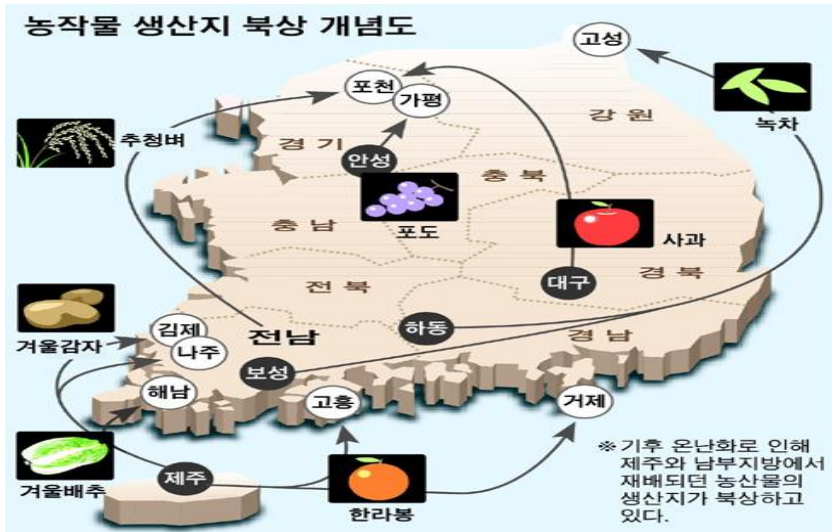 농작물 생산지 북상 개념도
고성
포천
가평
강원
녹차
추청벼
경기
안성
충북
포도
충남
사과
전북
대구
경북
김제
전남
하동
경남
겨울감자
나주
보성
해남
고흥
거제
겨울배추
제주
한라봉
※ 기후 온난화로 인해
제주와 남부지방에서
재배되던 농산물의
생산지가 북상하고
있다.